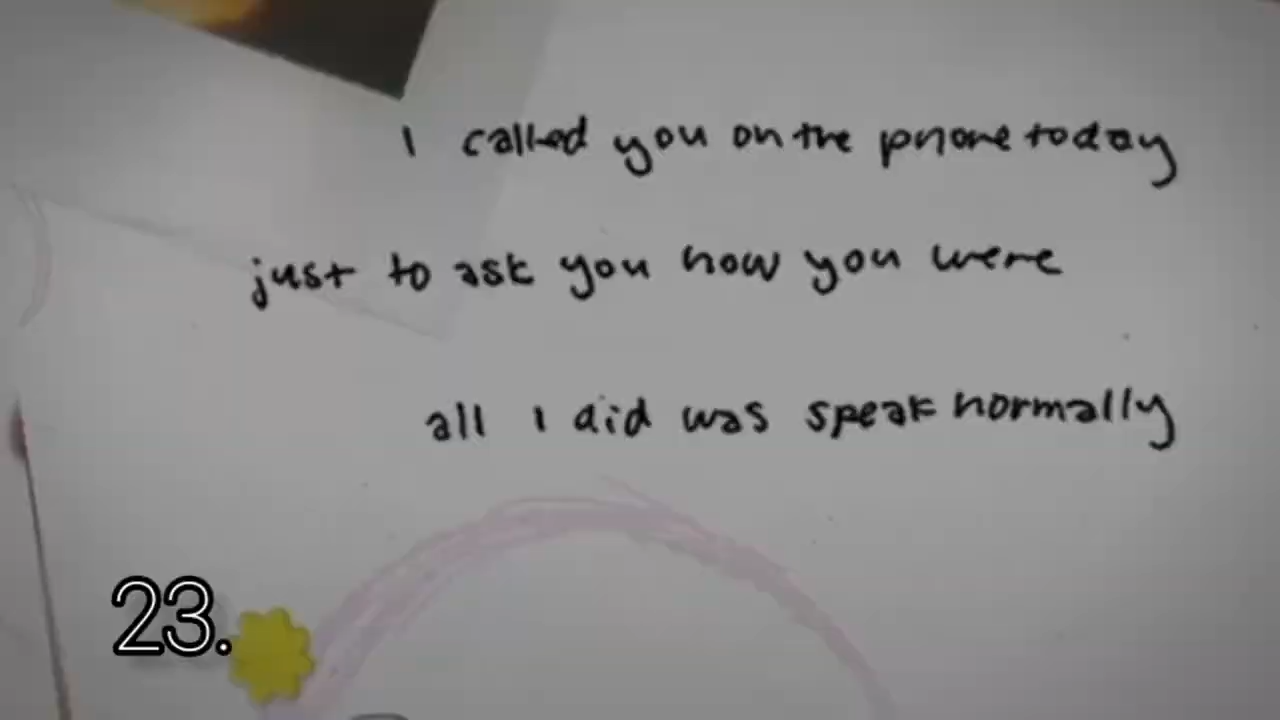 I called you on the phone today
just to ask you how you were
all I did was speak normally
23.